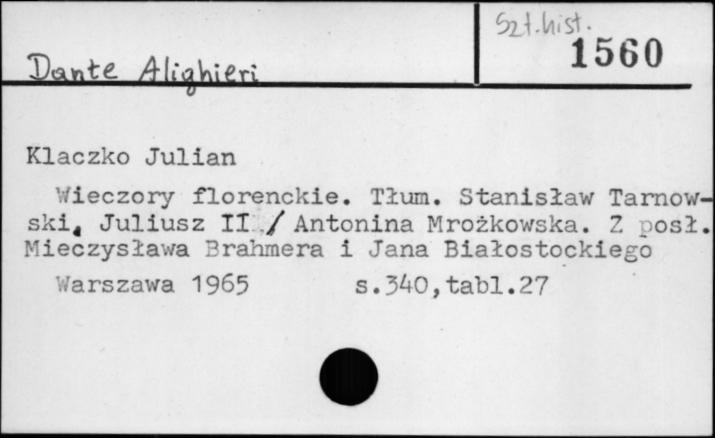 Szt. hist.
1560
Dante Alighieri
Klaczko Julian
Wieczory florenckie. Tłum. Stanisław Tarnow-
ski, Juliusz II / Antonina Mrożkowska. Z posł.
Mieczysława Brahmera i Jana Białostockiego
Warszawa 1965 s.340,tabl.27